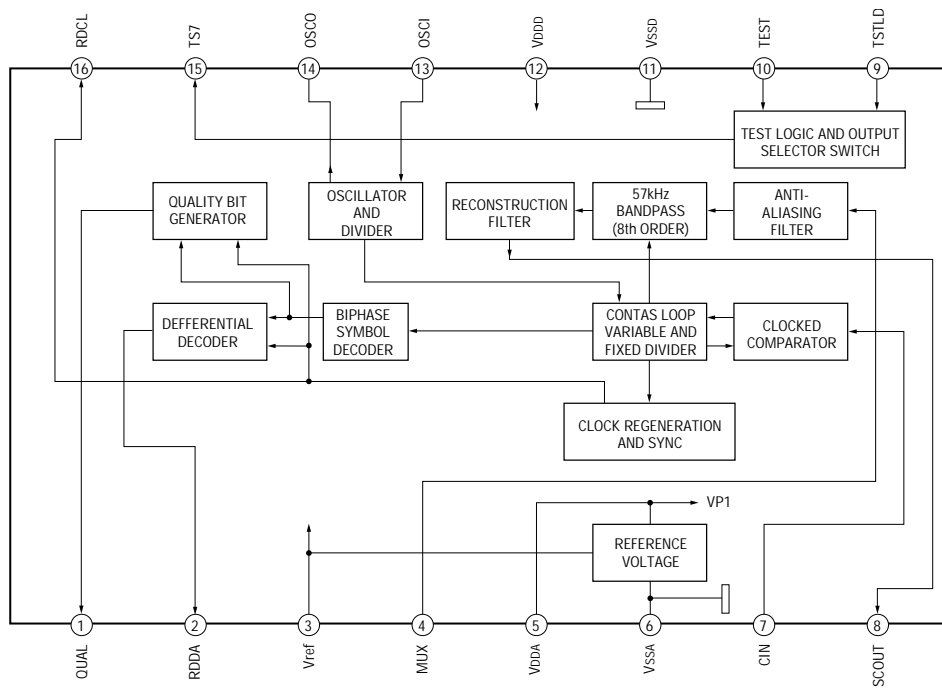 RDCL
TS7
OSCO
OSCI
VDDD
VSSD
TEST
TSTLD
16
15
14
13
12
11
10
9
TEST LOGIC AND OUTPUT
SELECTOR SWITCH
QUALITY BIT
GENERATOR
OSCILLATOR
AND
DIVIDER
RECONSTRUCTION
FILTER
57kHz
BANDPASS
(8th ORDER)
ANTI-
ALIASING
FILTER
DEFFERENTIAL
DECODER
BIPHASE
SYMBOL
DECODER
CONTAS LOOP
VARIABLE AND
FIXED DIVIDER
CLOCKED
COMPARATOR
CLOCK REGENERATION
AND SYNC
VP1
REFERENCE
VOLTAGE
1
2
3
4
5
6
7
8
QUAL
RDDA
Vref
MUX
VDDA
VSSA
CIN
SCOUT